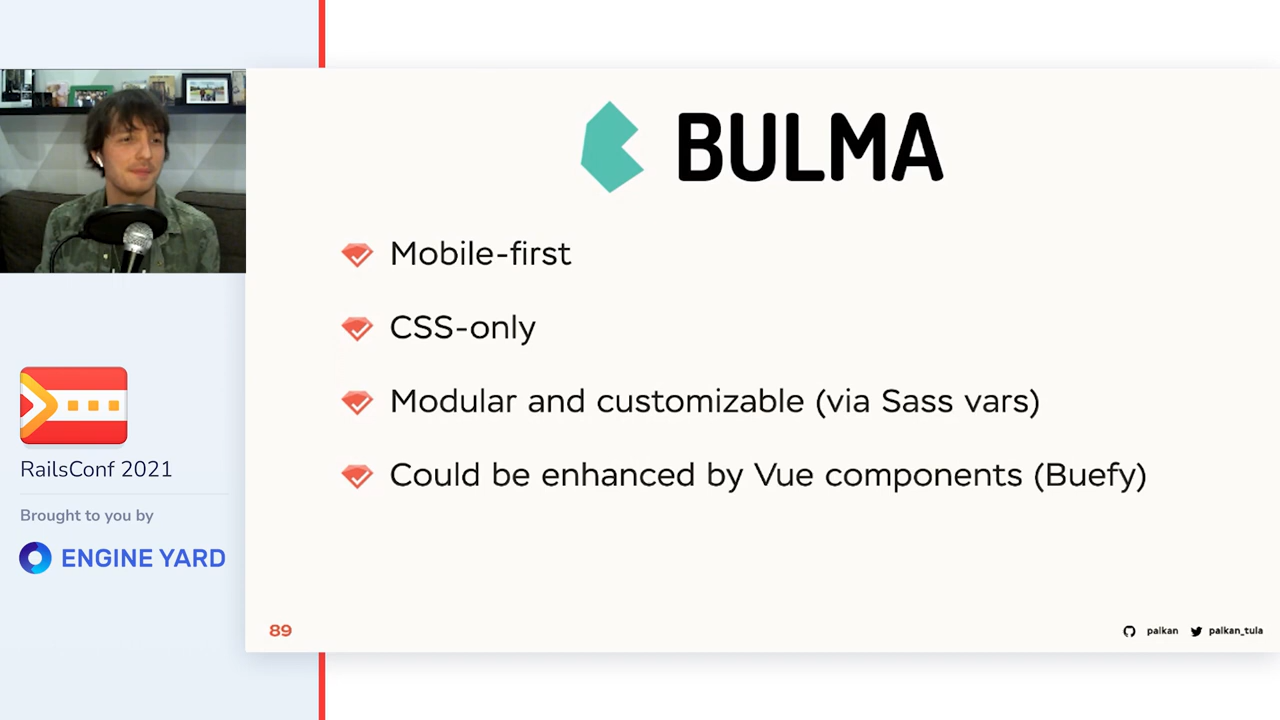 BULMA
Mobile-first
CSS-only
Modular and customizable (via Sass vars)
Could be enhanced by Vue components (Buefy)
RailsConf 2021
Brought to you by
ENGINE YARD
89
palkan
palkan_tula